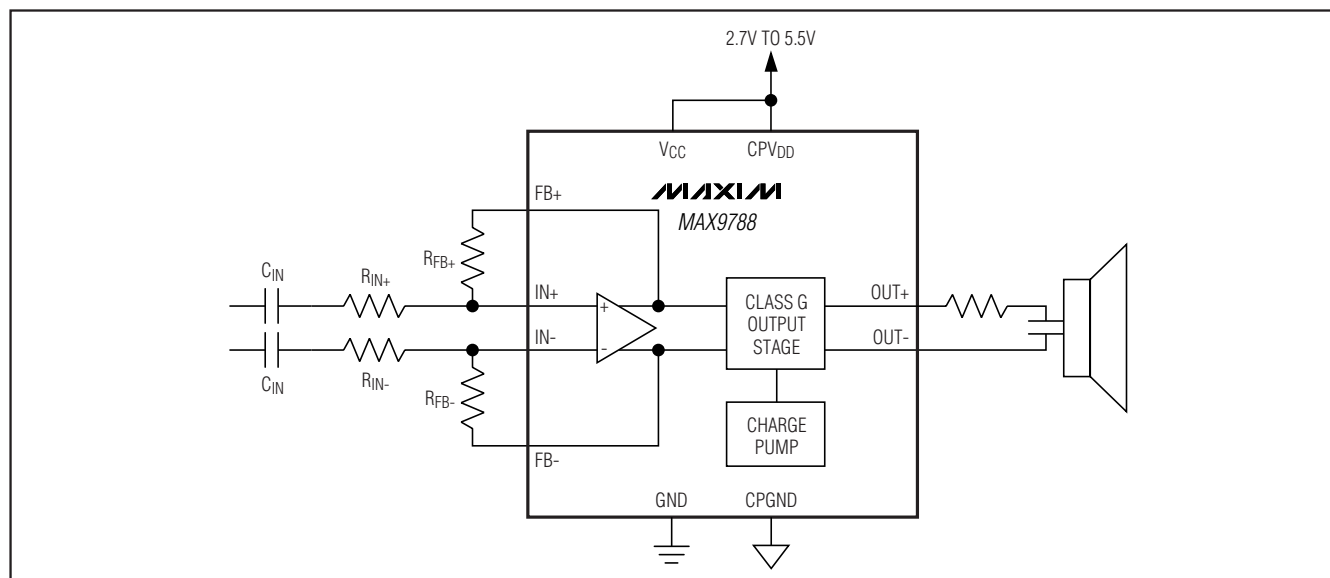 2.7V TO 5.5V
VCC
CPVDD
FB+
MAXIM
MAX9788
RFB+
CIN
RIN+
IN+
+
CLASS G
OUTPUT
STAGE
OUT+
IN-
-
OUT-
CIN
RIN-
RFB-
CHARGE
PUMP
FB-
GND
CPGND